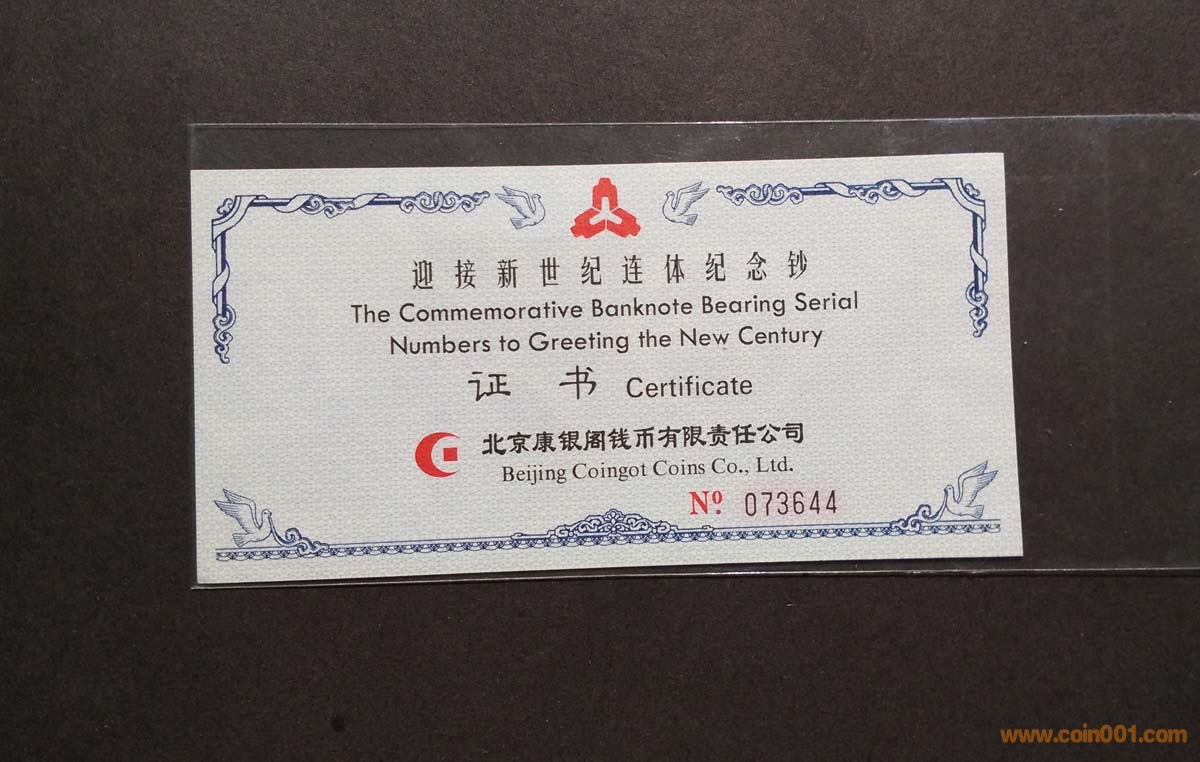 迎接新世纪连体纪念钞
The Commemorative Banknote Bearing Serial
Numbers to Greeting the New Century
证 书 Certificate
北京康银阁钱币有限责任公司
Beijing Coingot Coins Co., Ltd.
Nº. 073644
www.coin001.com